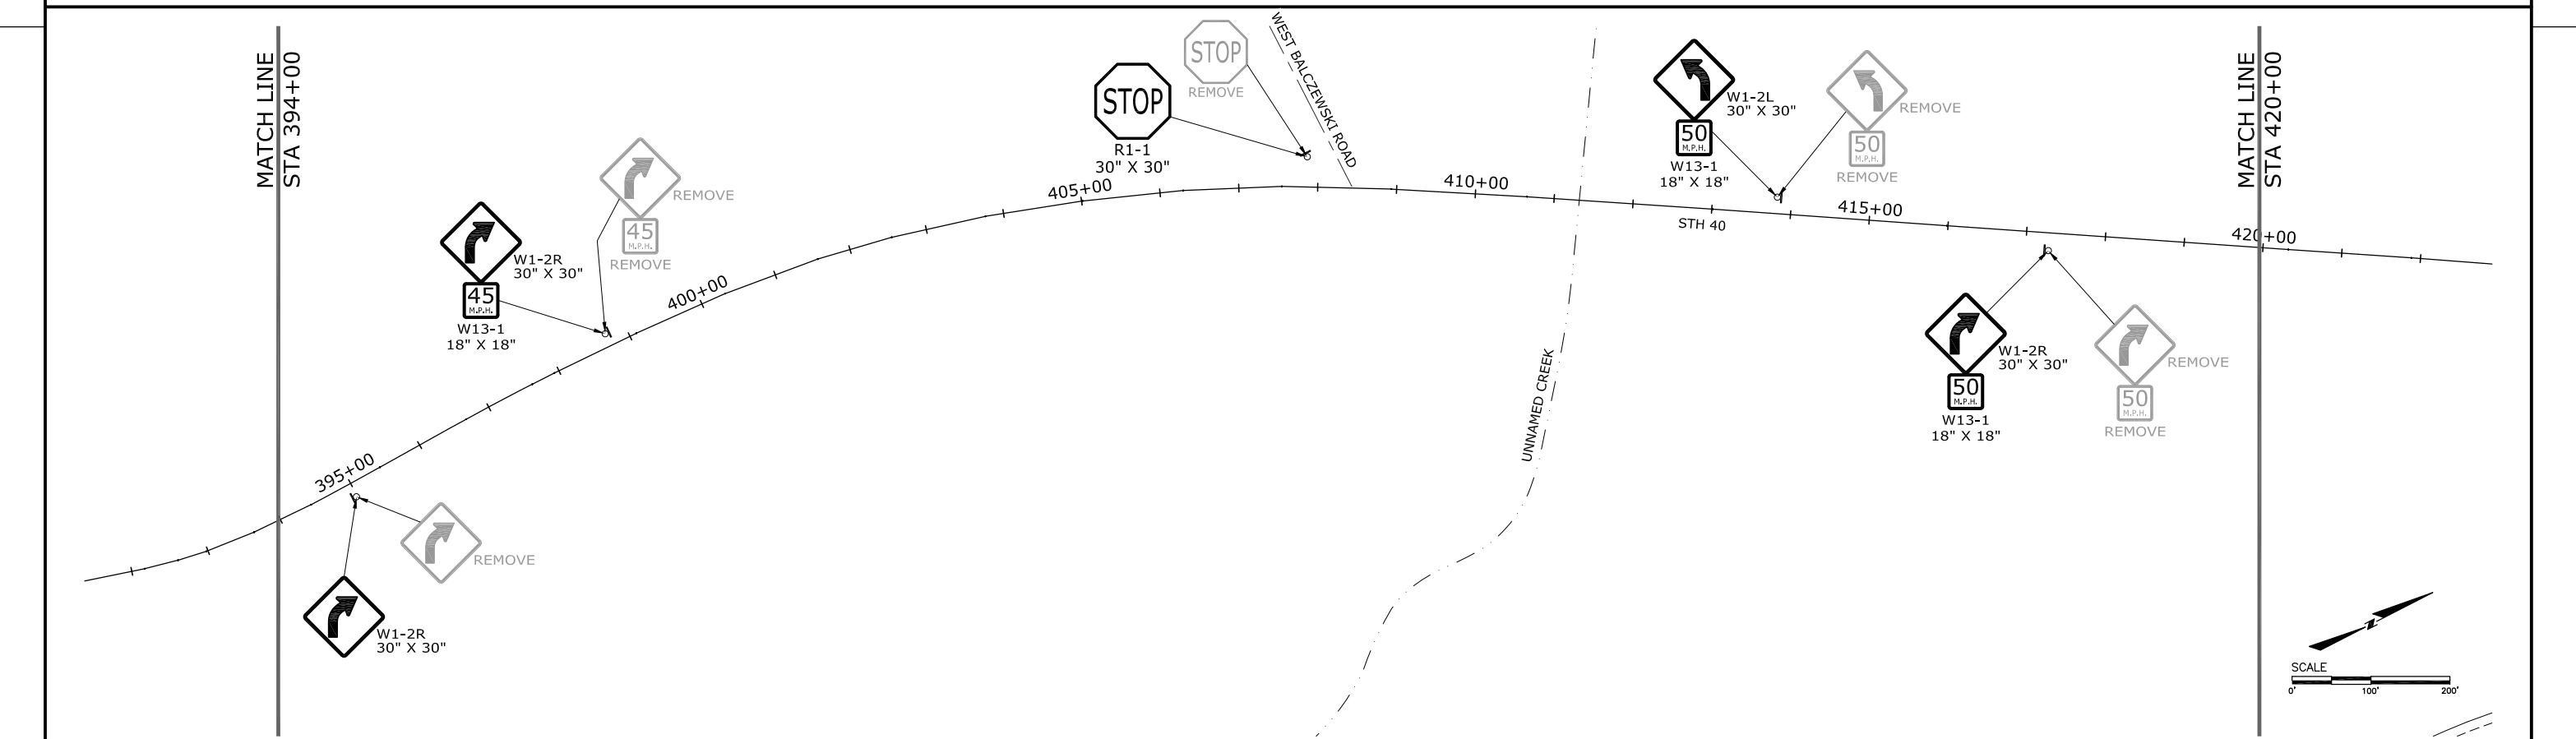 MATCH LINE
STA 394+00
STOP
REMOVE
STOP
R1-1
30" X 30"
WEST BALCZEWSKI ROAD
W1-2L
30" X 30"
50
M.P.H.
W13-1
18" X 18"
REMOVE
50
M.P.H.
REMOVE
MATCH LINE
STA 420+00
REMOVE
45
M.P.H.
REMOVE
W1-2R
30" X 30"
45
M.P.H.
W13-1
18" X 18"
395+00
400+00
405+00
410+00
STH 40
415+00
420+00
UNNAMED CREEK
W1-2R
30" X 30"
50
M.P.H.
W13-1
18" X 18"
REMOVE
50
M.P.H.
REMOVE
REMOVE
W1-2R
30" X 30"
N
SCALE
0' 100' 200'